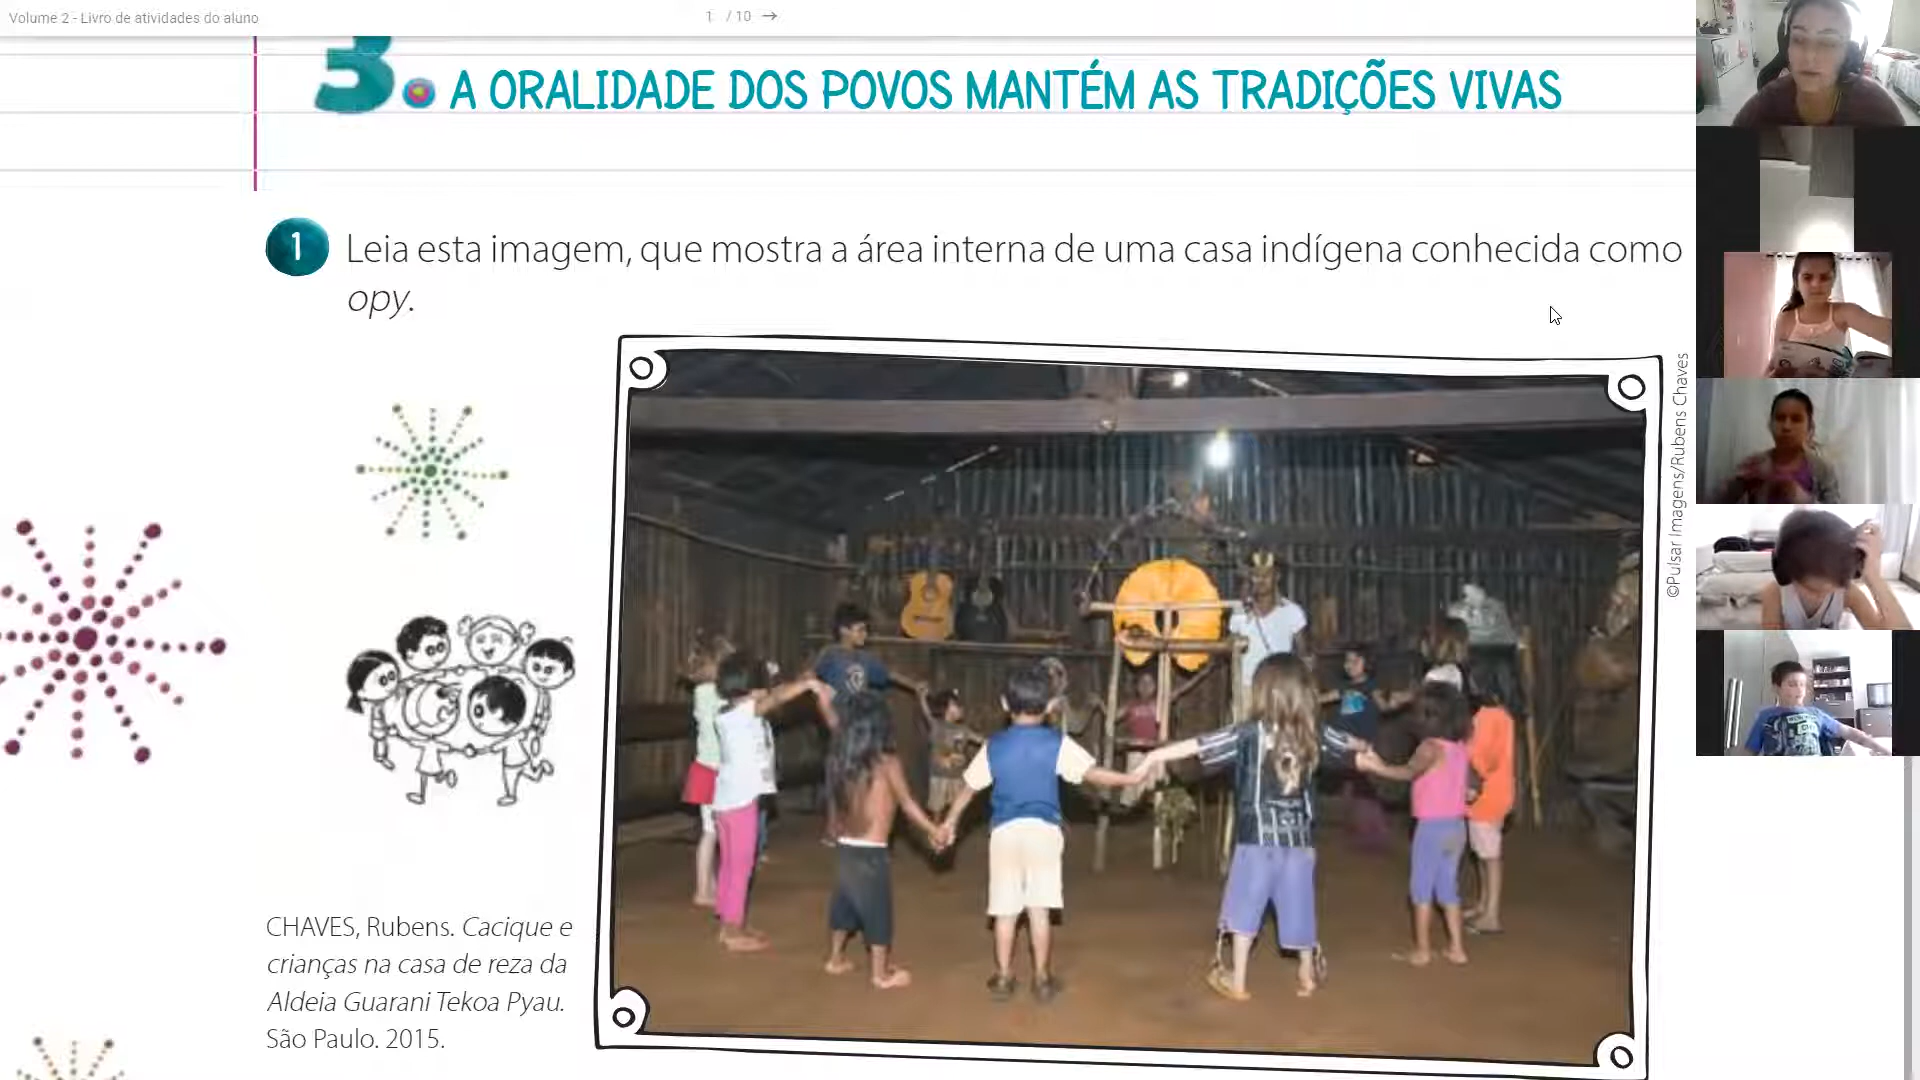 Volume 2 - Livro de atividades do aluno
1 / 10 →
3. A ORALIDADE DOS POVOS MANTÉM AS TRADIÇÕES VIVAS
1 Leia esta imagem, que mostra a área interna de uma casa indígena conhecida como
opy.
©Pulsar Imagens/Rubens Chaves
CHAVES, Rubens. Cacique e
crianças na casa de reza da
Aldeia Guarani Tekoa Pyau.
São Paulo. 2015.